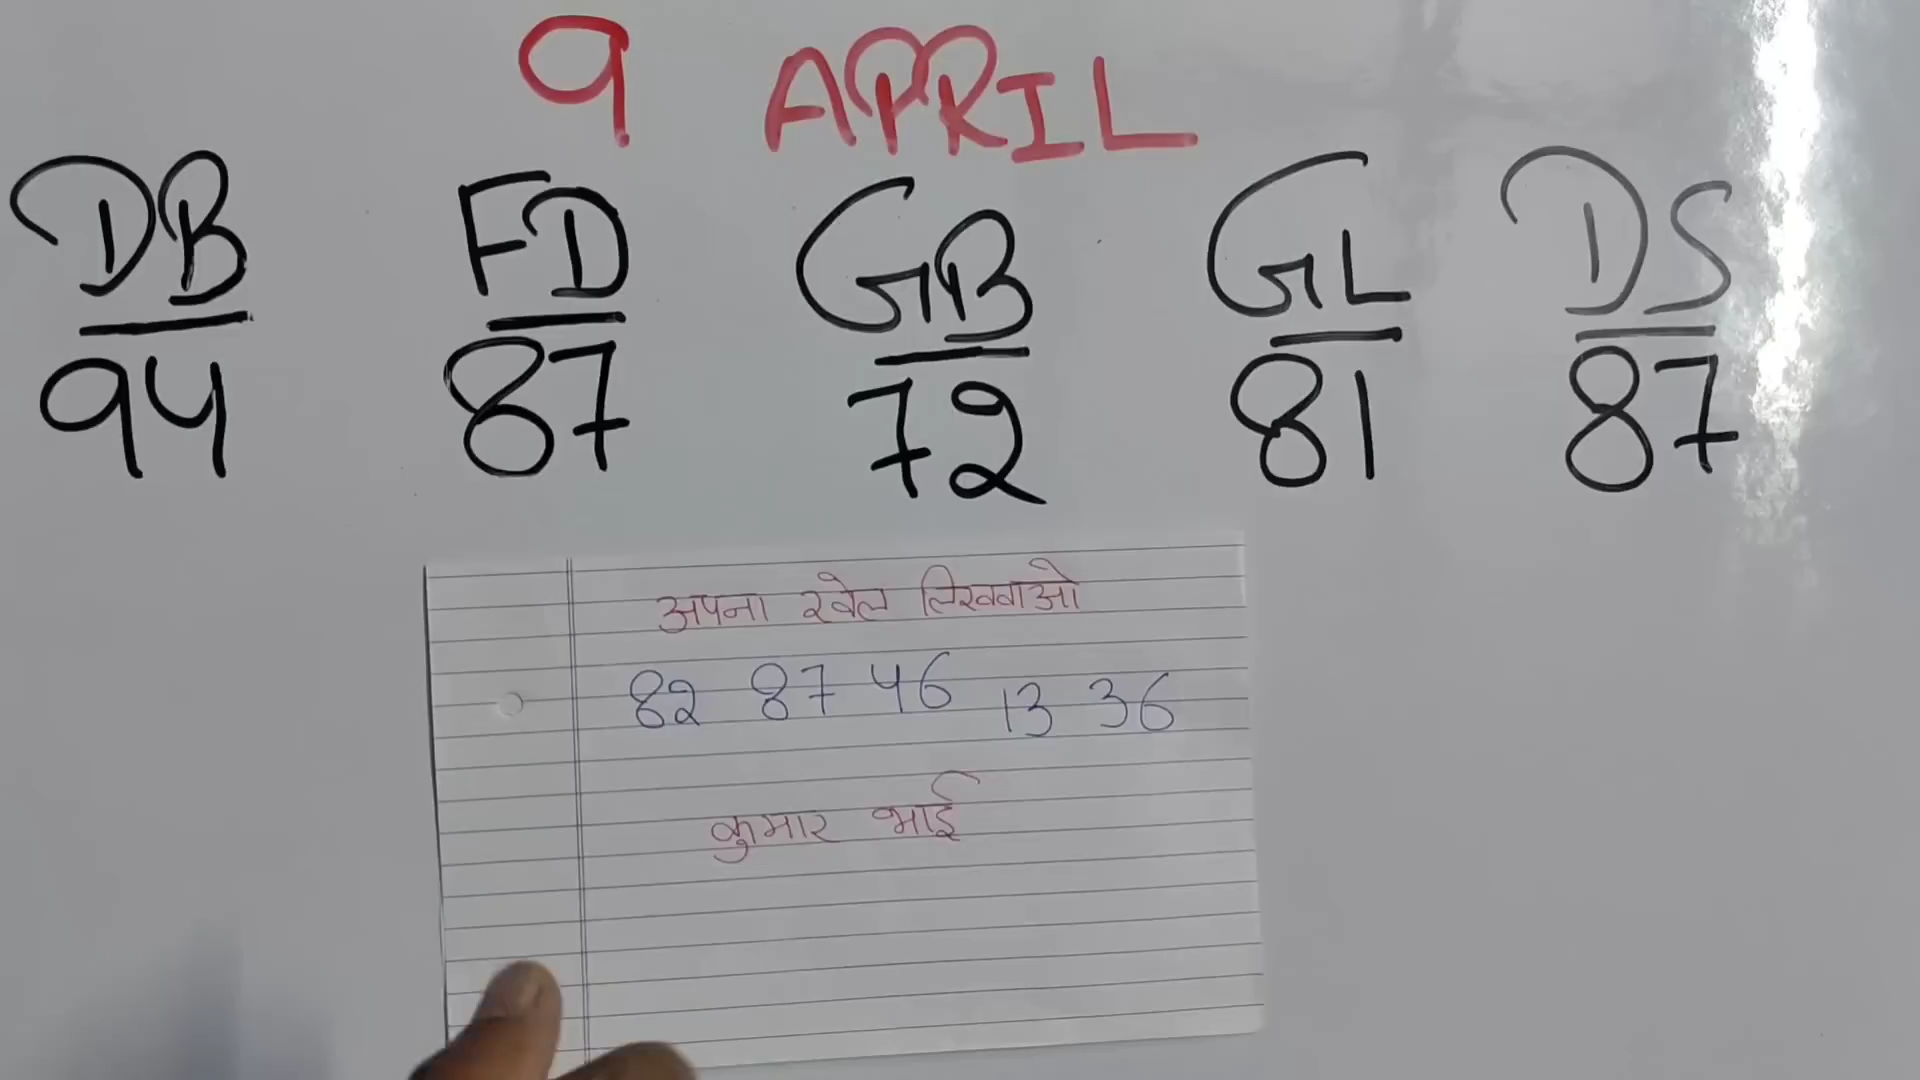 9 APRIL
DB FD GB GL DS
94 87 72 81 87
अपना खेल लिखवाओ
82 87 46 13 36
कुमार भाई